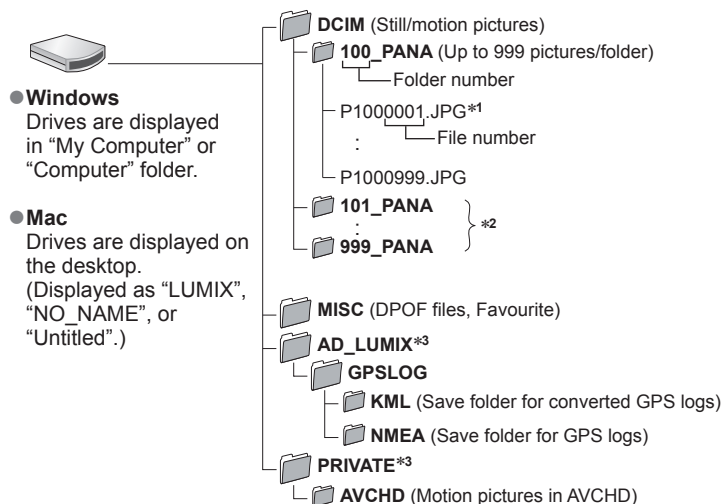 ●Windows
Drives are displayed
in “My Computer” or
“Computer” folder.
●Mac
Drives are displayed on
the desktop.
(Displayed as “LUMIX”,
“NO_NAME”, or
“Untitled”.)
DCIM (Still/motion pictures)
100_PANA (Up to 999 pictures/folder)
Folder number
P1000001.JPG*1
File number
:
P1000999.JPG
101_PANA
:
*2
999_PANA
MISC (DPOF files, Favourite)
AD_LUMIX*3
GPSLOG
KML (Save folder for converted GPS logs)
NMEA (Save folder for GPS logs)
PRIVATE*3
AVCHD (Motion pictures in AVCHD)